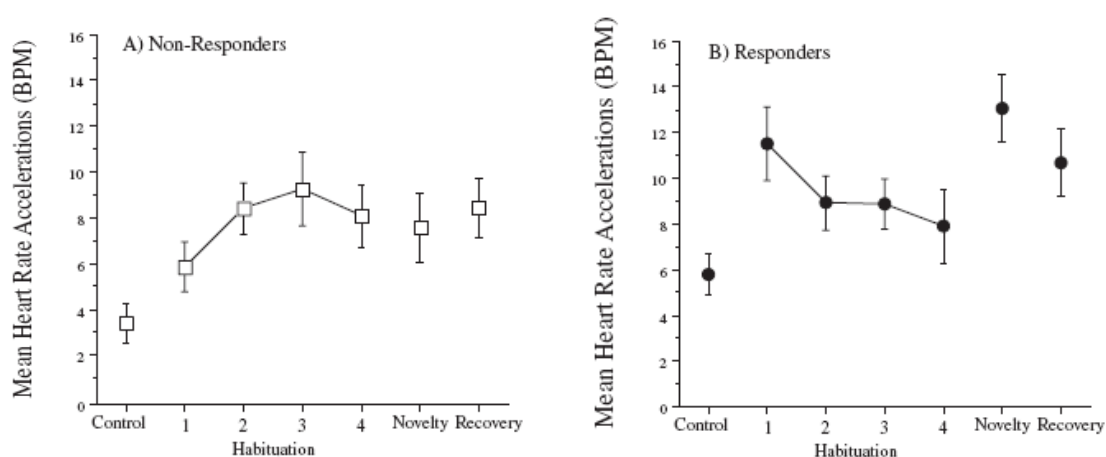 A) Non-Responders
Mean Heart Rate Accelerations (BPM)
16
14
12
10
8
6
4
2
0
Control 1 2 3 4 Novelty Recovery
Habituation
B) Responders
Mean Heart Rate Accelerations (BPM)
16
14
12
10
8
6
4
2
0
Control 1 2 3 4 Novelty Recovery
Habituation